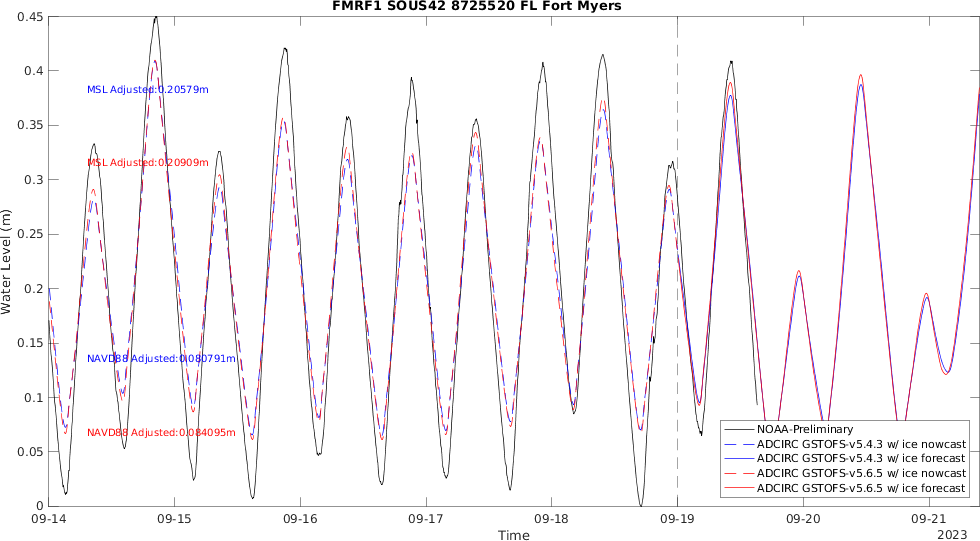 FMRF1 SOUS42 8725520 FL Fort Myers
0.45
0.4
0.35
0.3
0.25
0.2
0.15
0.1
0.05
0
Water Level (m)
MSL Adjusted:0.20579m
MSL Adjusted:0.20909m
NAVD88 Adjusted:0.080791m
NAVD88 Adjusted:0.084095m
NOAA-Preliminary
ADCIRC GSTOFS-v5.4.3 w/ ice nowcast
ADCIRC GSTOFS-v5.4.3 w/ ice forecast
ADCIRC GSTOFS-v5.6.5 w/ ice nowcast
ADCIRC GSTOFS-v5.6.5 w/ ice forecast
09-14 09-15 09-16 09-17 09-18 09-19 09-20 09-21
Time
2023